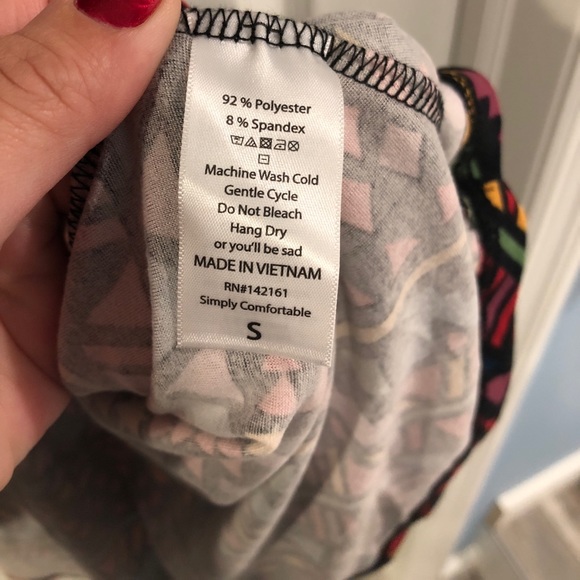 92 % Polyester
8 % Spandex
Machine Wash Cold
Gentle Cycle
Do Not Bleach
Hang Dry
or you'll be sad
MADE IN VIETNAM
RN#142161
Simply Comfortable
S